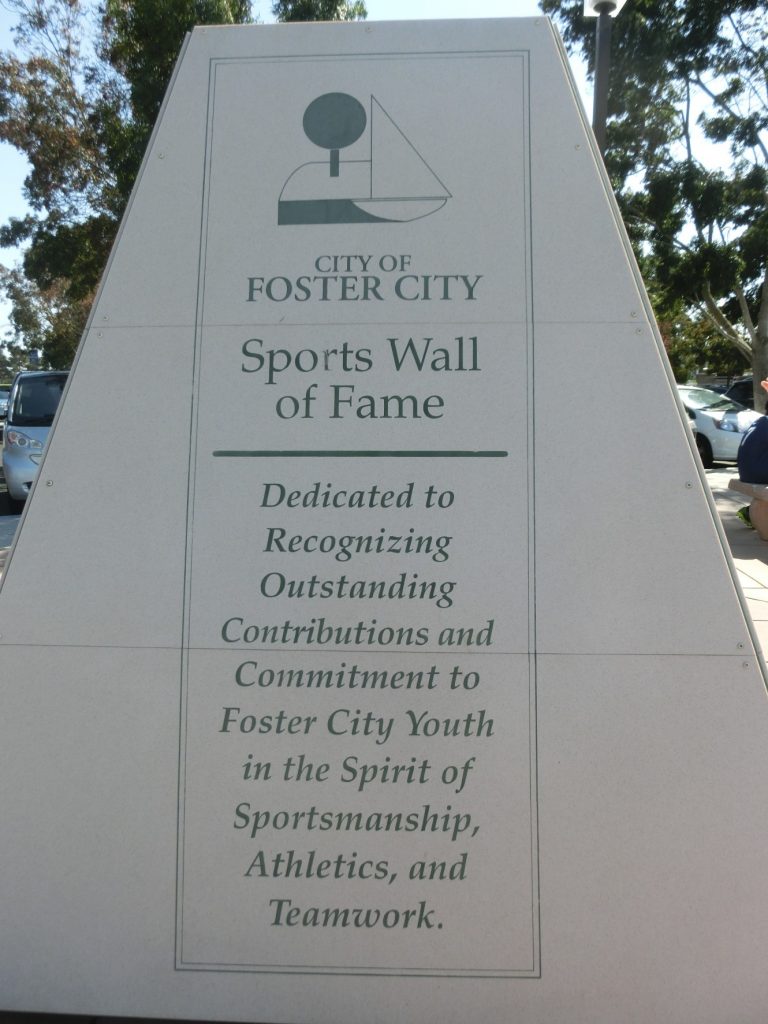 CITY OF
FOSTER CITY
Sports Wall
of Fame
Dedicated to
Recognizing
Outstanding
Contributions and
Commitment to
Foster City Youth
in the Spirit of
Sportsmanship,
Athletics, and
Teamwork.